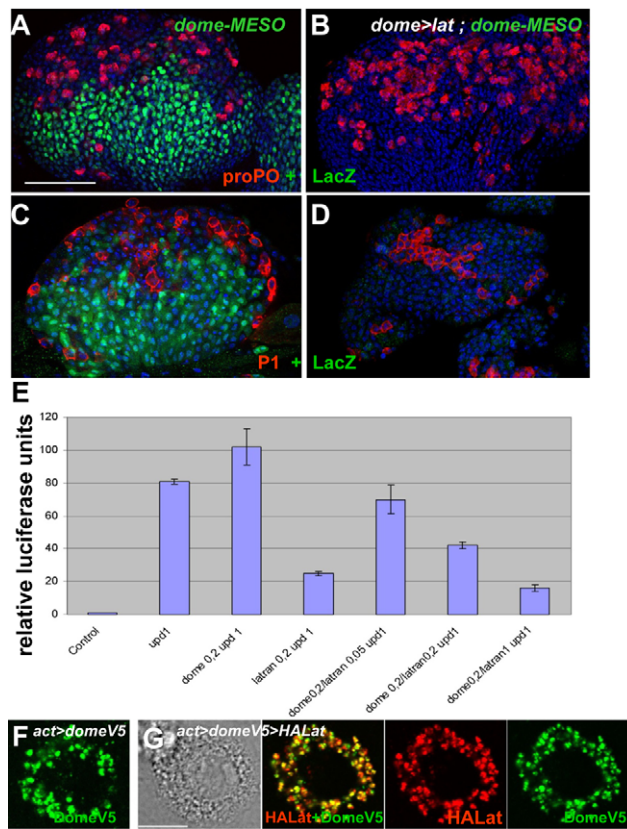 A dome-MESO
proPO +
B dome>lat ; dome-MESO
LacZ
C
P1 +
D
LacZ
E
relative luciferase units
120
100
80
60
40
20
0
Control
upd1
dome 0,2 upd 1
latran 0,2 upd 1
dome0,2/latran 0,05 upd1
dome 0,2/latran0,2 upd1
dome0,2/latran1 upd1
F act>domeV5
DomeV5
G act>domeV5>HALat
HALat+DomeV5
HALat
DomeV5